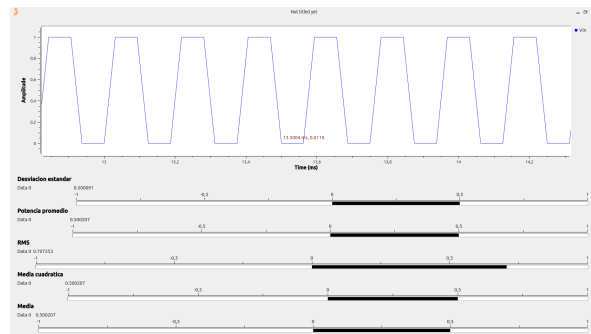 Not titled yet
Vin
Amplitude
1
0,8
0,6
0,4
0,2
0
13.5004 ms, 0.0118
13 13,2 13,4 13,6 13,8 14 14,2
Time (ms)
Desviacion estandar
Data 0 0.500091
-1 -0,5 0 0,5 1
Potencia promedio
Data 0 0.500207
-1 -0,5 0 0,5 1
RMS
Data 0 0.707253
-1 -0,5 0 0,5 1
Media cuadratica
Data 0 0.500207
-1 -0,5 0 0,5 1
Media
Data 0 0.500207
-1 -0,5 0 0,5 1